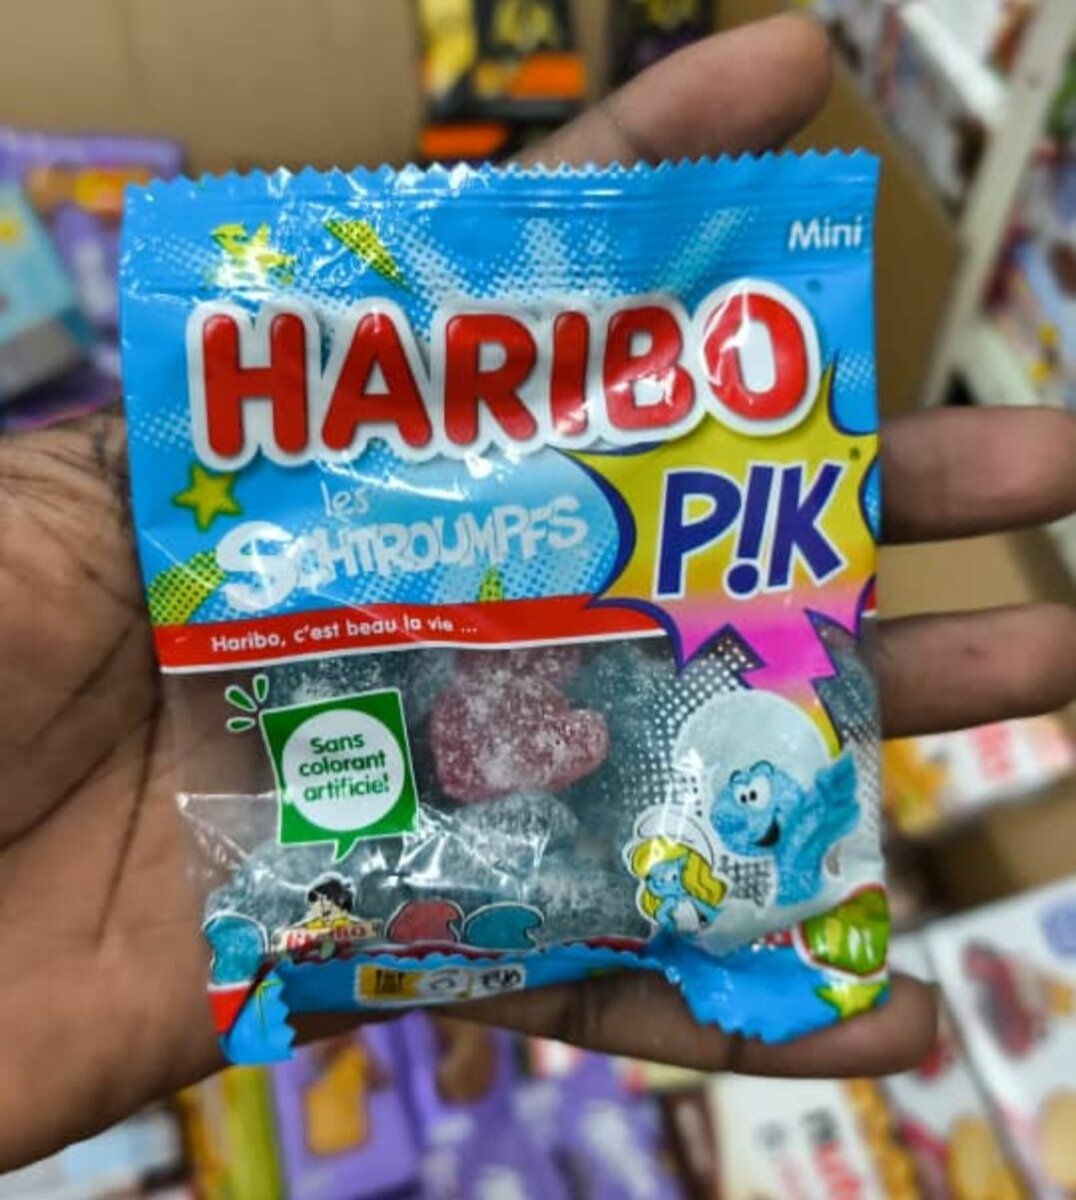 Mini
HARIBO
les
SCHTROUMPFS
P!K
Haribo, c'est beau la vie ...
Sans
colorant
artificiel